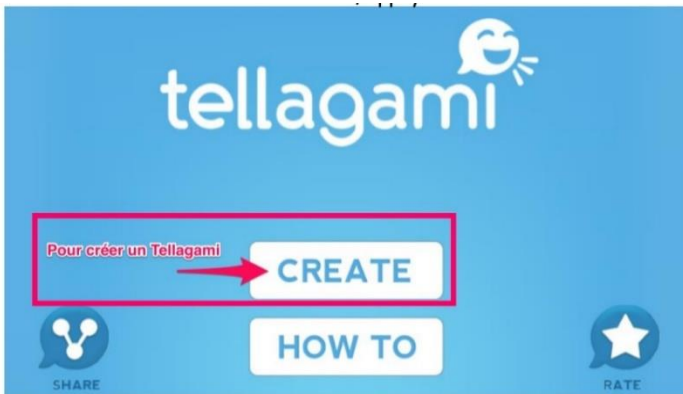 tellagami
Pour créer un Tellagami
CREATE
HOW TO
SHARE
RATE